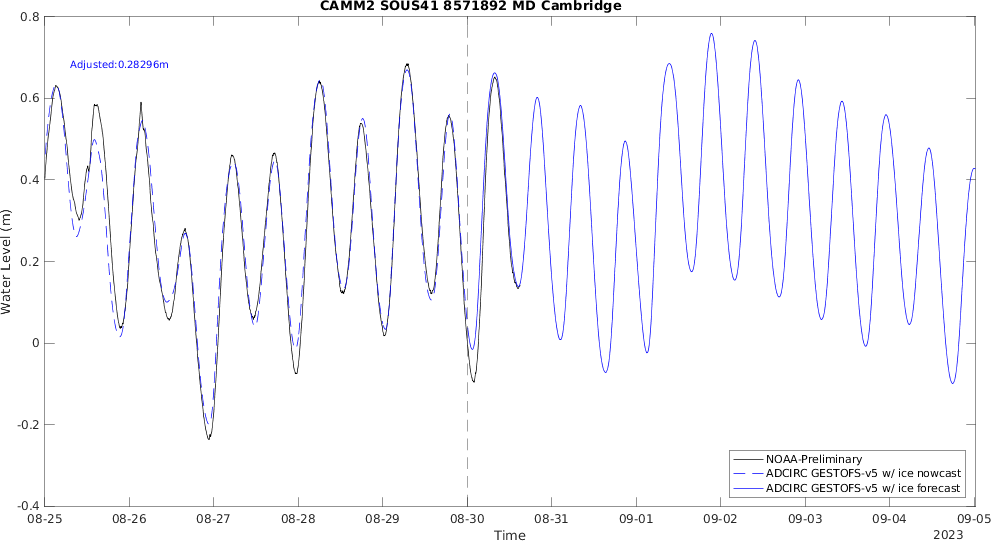 CAMM2 SOUS41 8571892 MD Cambridge
Adjusted:0.28296m
Water Level (m)
0.8
0.6
0.4
0.2
0
-0.2
-0.4
NOAA-Preliminary
ADCIRC GESTOFS-v5 w/ ice nowcast
ADCIRC GESTOFS-v5 w/ ice forecast
08-25 08-26 08-27 08-28 08-29 08-30 08-31 09-01 09-02 09-03 09-04 09-05
Time
2023